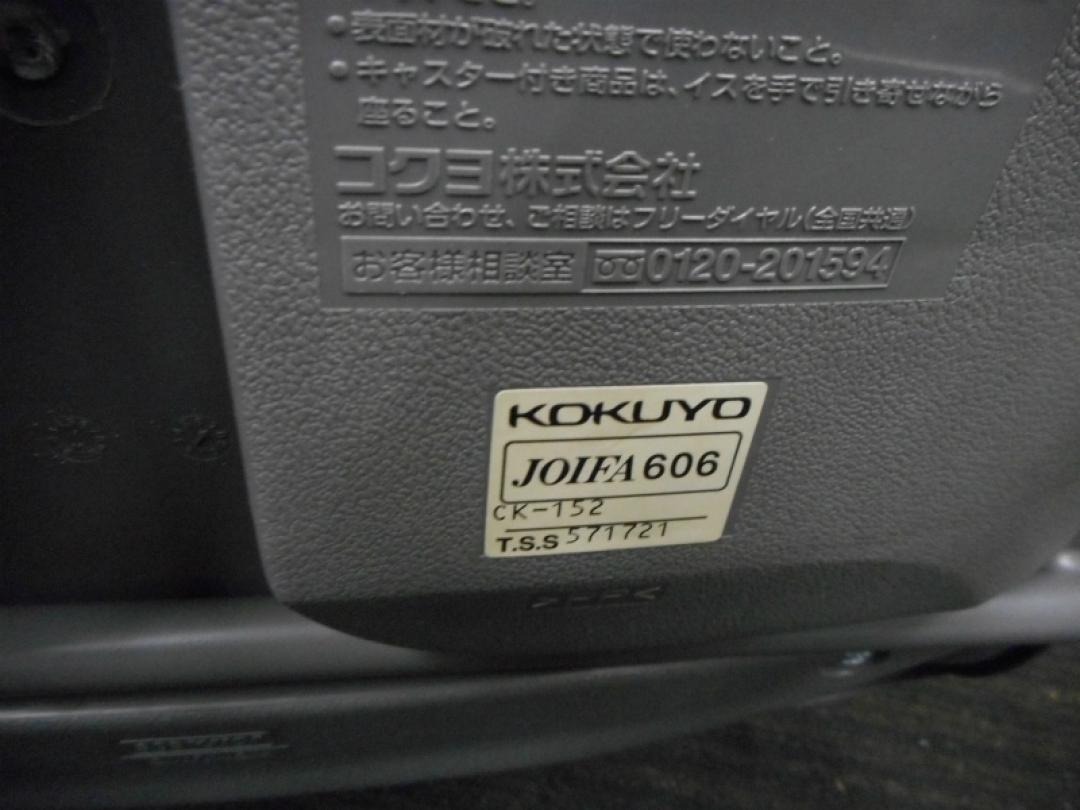 ・表面材が破れた状態で使わないこと。
・キャスター付き商品は、イスを手で引き寄せながら
座ること。
コクヨ株式会社
お問い合わせ、ご相談はフリーダイヤル(全国共通)
お客様相談室 0120-201594
KOKUYO
JOIFA 606
CK-152
T.S.S 571721